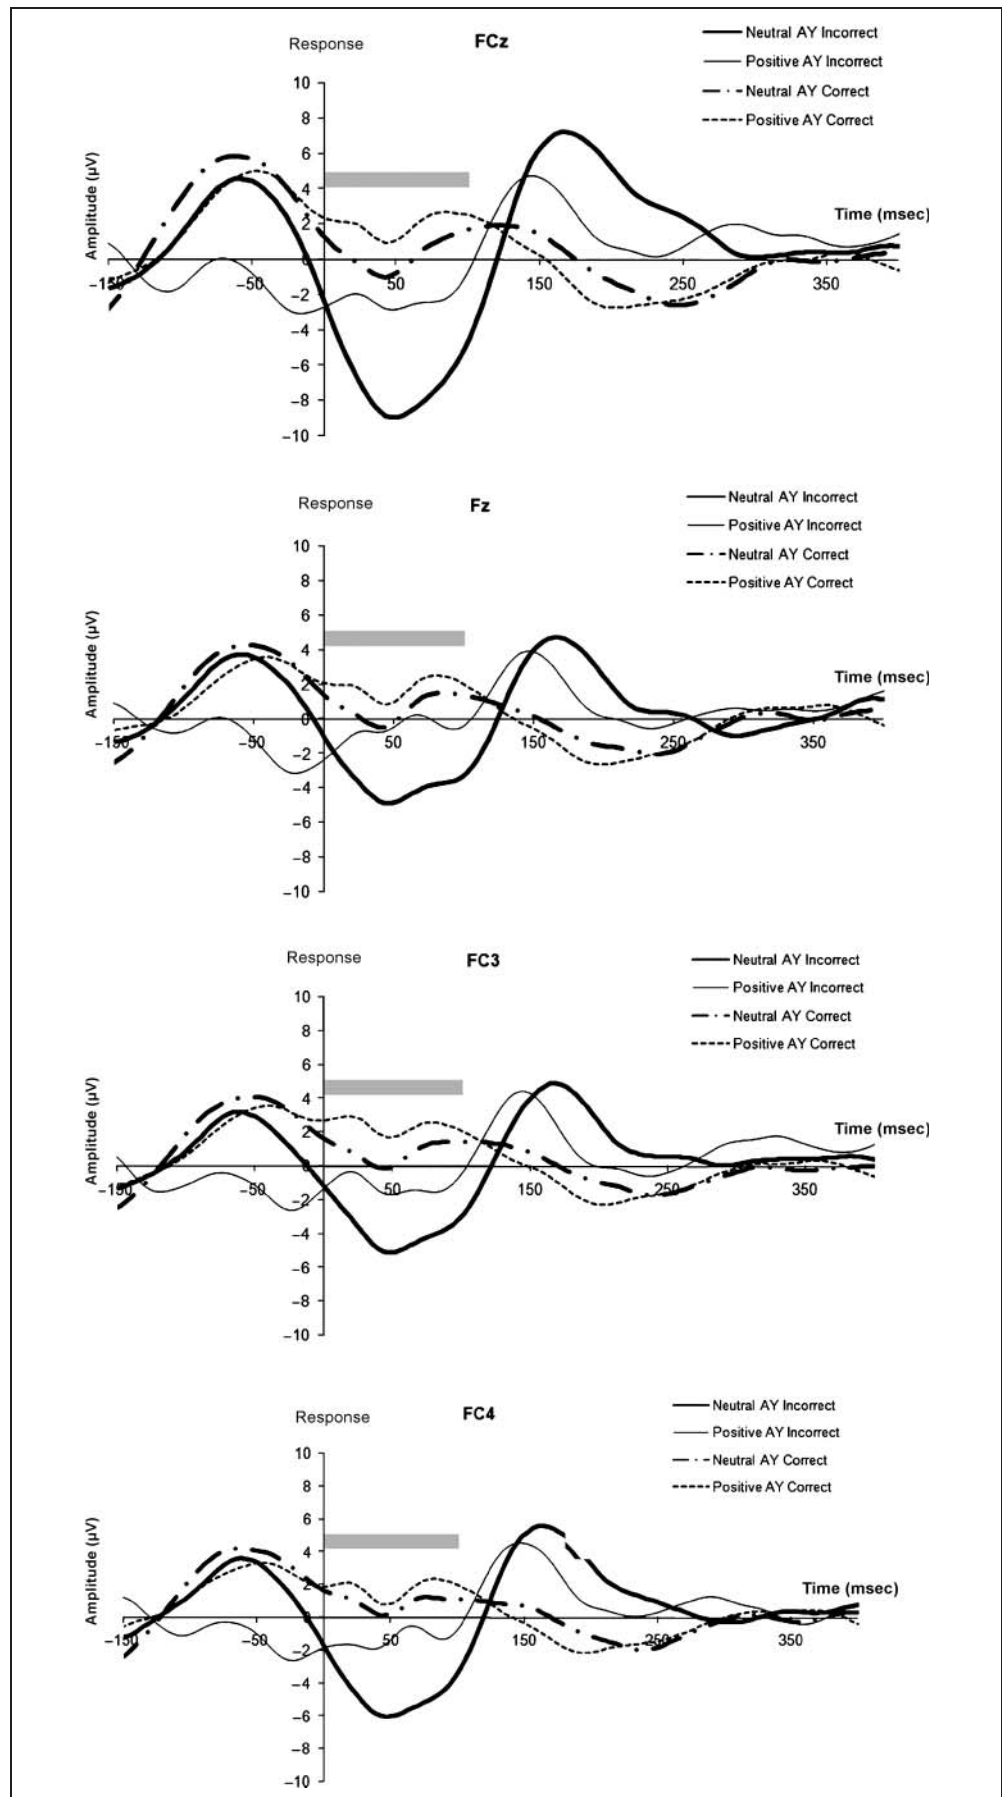 Response
FCz
Neutral AY Incorrect
Positive AY Incorrect
Neutral AY Correct
Positive AY Correct
Amplitude (µV)
10
8
6
4
2
0
−2
−4
−6
−8
−10
−150
−50
50
150
250
350
Time (msec)
Response
Fz
Neutral AY Incorrect
Positive AY Incorrect
Neutral AY Correct
Positive AY Correct
Amplitude (µV)
10
8
6
4
2
0
−2
−4
−6
−8
−10
−150
−50
50
150
250
350
Time (msec)
Response
FC3
Neutral AY Incorrect
Positive AY Incorrect
Neutral AY Correct
Positive AY Correct
Amplitude (µV)
10
8
6
4
2
0
−2
−4
−6
−8
−10
−150
−50
50
150
250
350
Time (msec)
Response
FC4
Neutral AY Incorrect
Positive AY Incorrect
Neutral AY Correct
Positive AY Correct
Amplitude (µV)
10
8
6
4
2
0
−2
−4
−6
−8
−10
−150
−50
50
150
250
350
Time (msec)